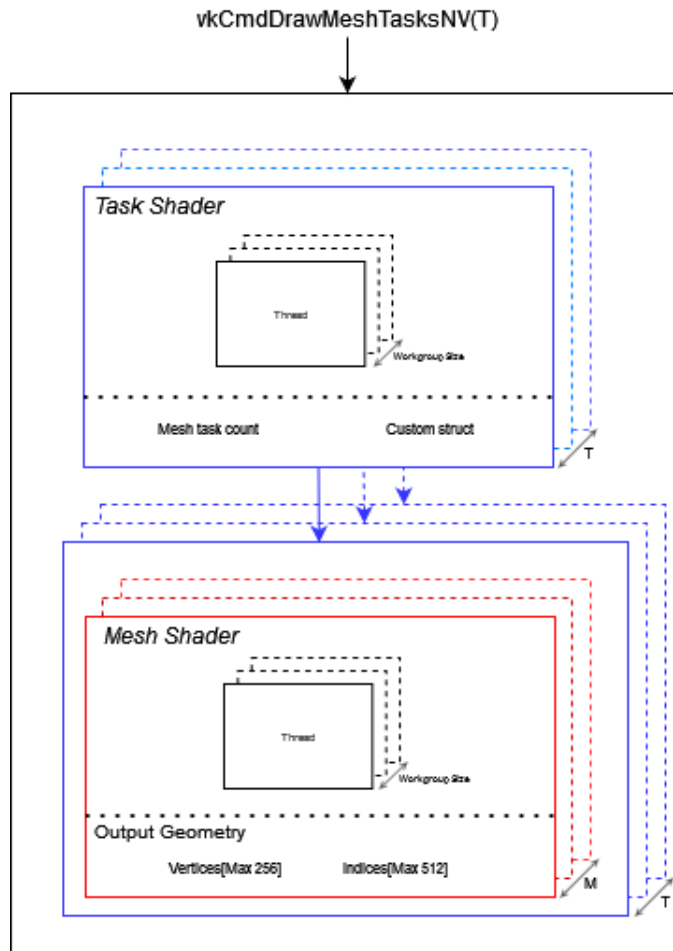 vkCmdDrawMeshTasksNV(T)
Task Shader
Thread
Workgroup Size
Mesh task count Custom struct
T
Mesh Shader
Thread
Workgroup Size
Output Geometry
Vertices[Max 256] Indices[Max 512]
M
T